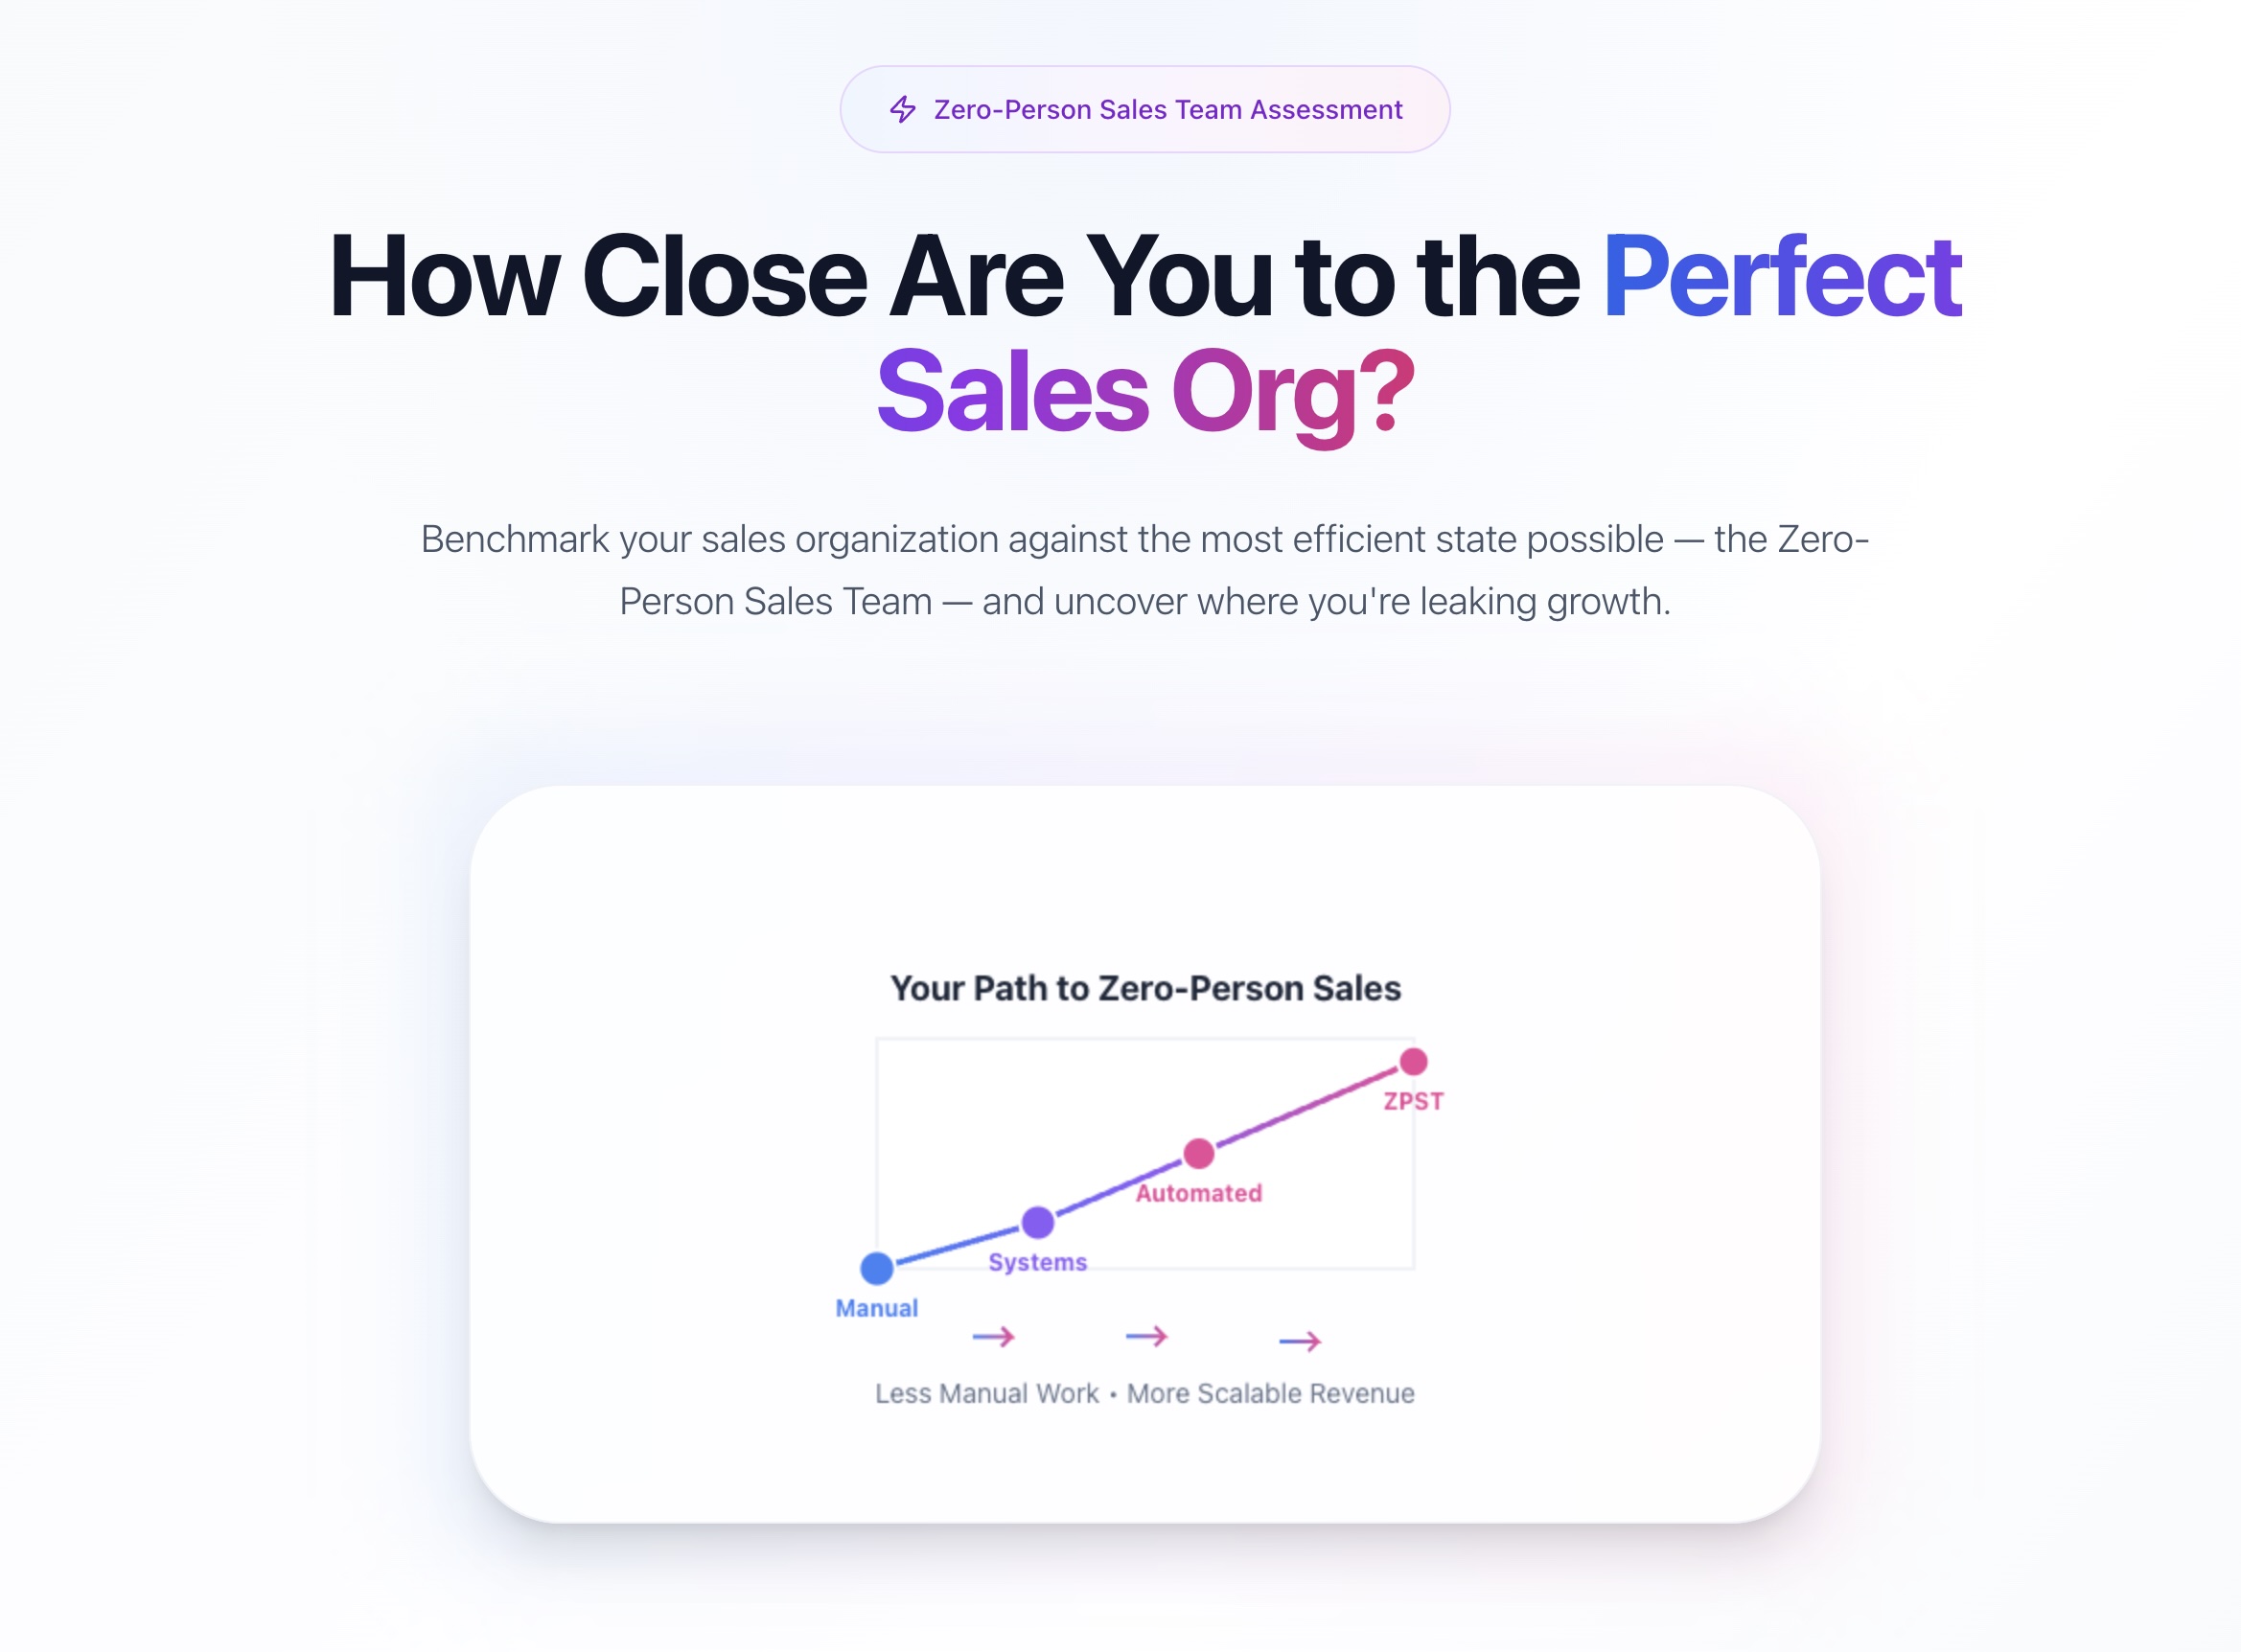 Zero-Person Sales Team Assessment
How Close Are You to the Perfect
Sales Org?
Benchmark your sales organization against the most efficient state possible — the Zero-
Person Sales Team — and uncover where you're leaking growth.
Your Path to Zero-Person Sales
ZPST
Automated
Systems
Manual
Less Manual Work • More Scalable Revenue